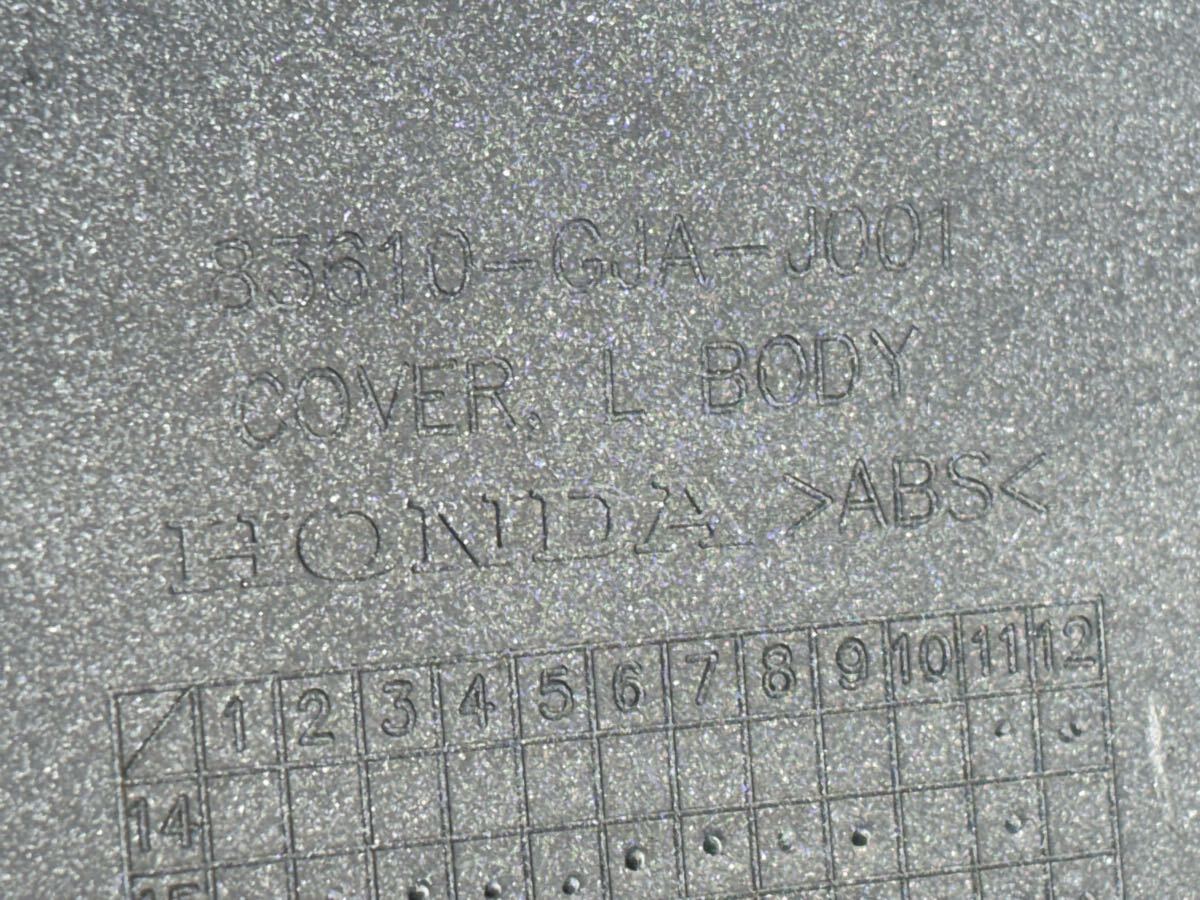 83610-GJA-J001
COVER, L BODY
HONDA >ABS<
1 2 3 4 5 6 7 8 9 10 11 12
14
15